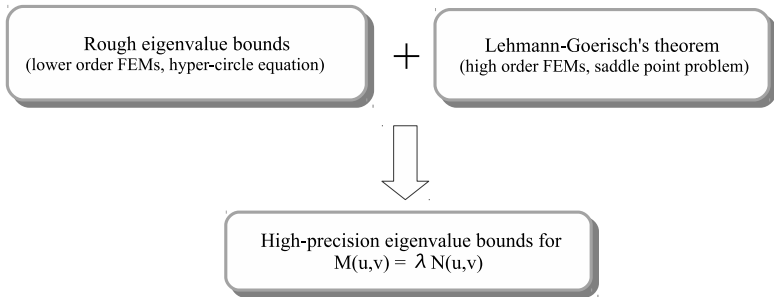 Rough eigenvalue bounds
(lower order FEMs, hyper-circle equation)
+
Lehmann-Goerisch's theorem
(high order FEMs, saddle point problem)
High-precision eigenvalue bounds for
M(u,v) = λ N(u,v)